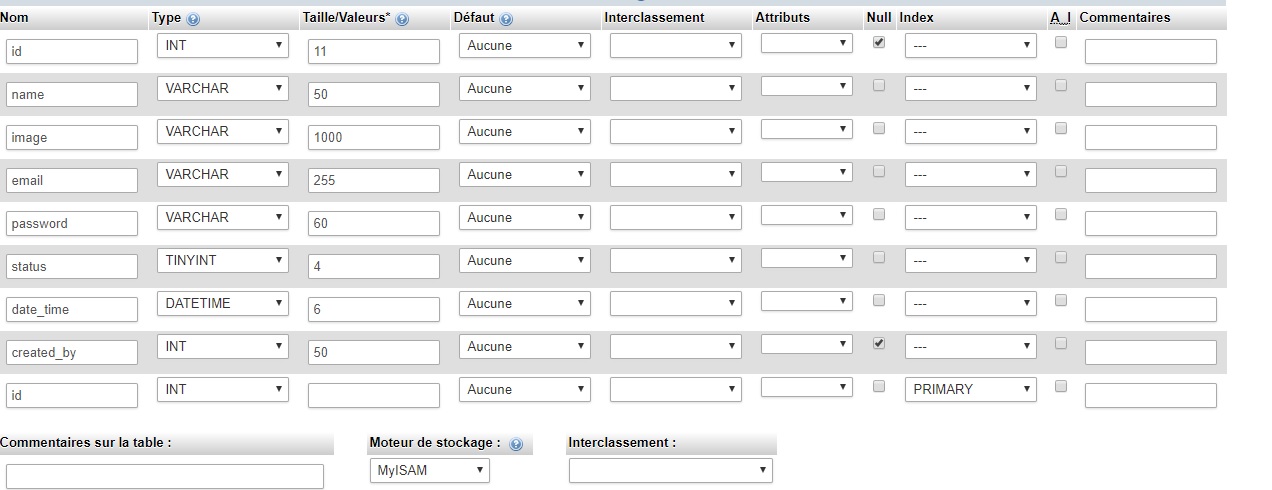 Nom Type Taille/Valeurs* Défaut Interclassement Attributs Null Index A_I Commentaires
id INT 11 Aucune ---
name VARCHAR 50 Aucune ---
image VARCHAR 1000 Aucune ---
email VARCHAR 255 Aucune ---
password VARCHAR 60 Aucune ---
status TINYINT 4 Aucune ---
date_time DATETIME 6 Aucune ---
created_by INT 50 Aucune ---
id INT Aucune PRIMARY
Commentaires sur la table : Moteur de stockage : Interclassement :
MyISAM